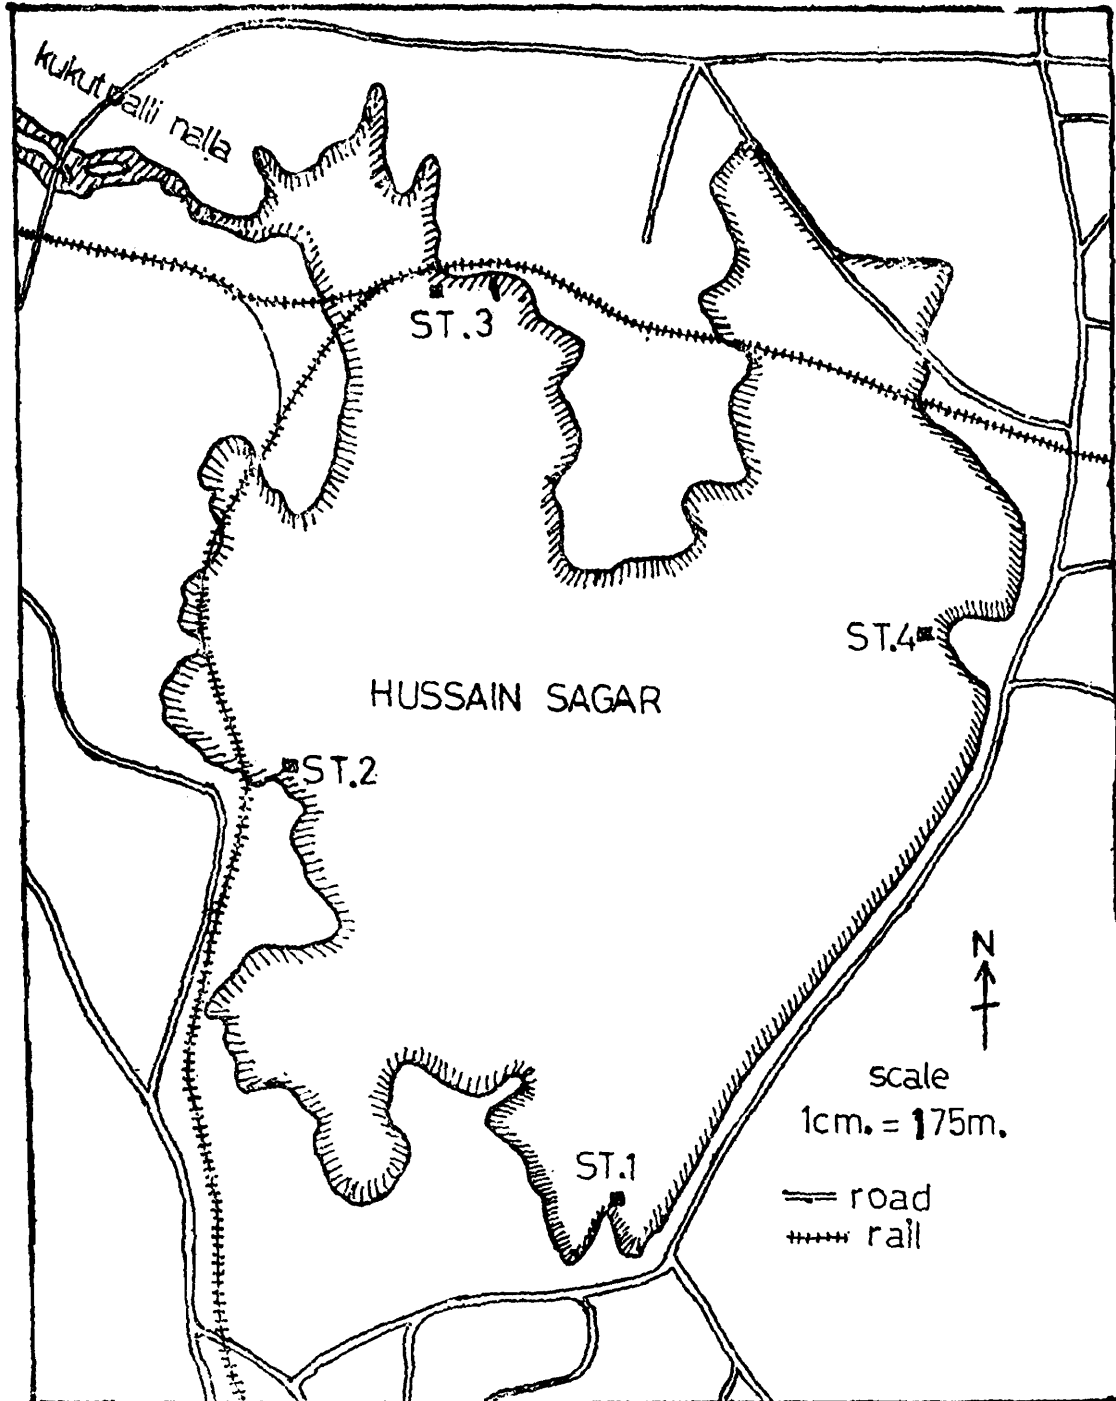 kukutpalli nalla
ST.3
ST.4
HUSSAIN SAGAR
ST.2
N
scale
1cm. = 175m.
ST.1
road
rail